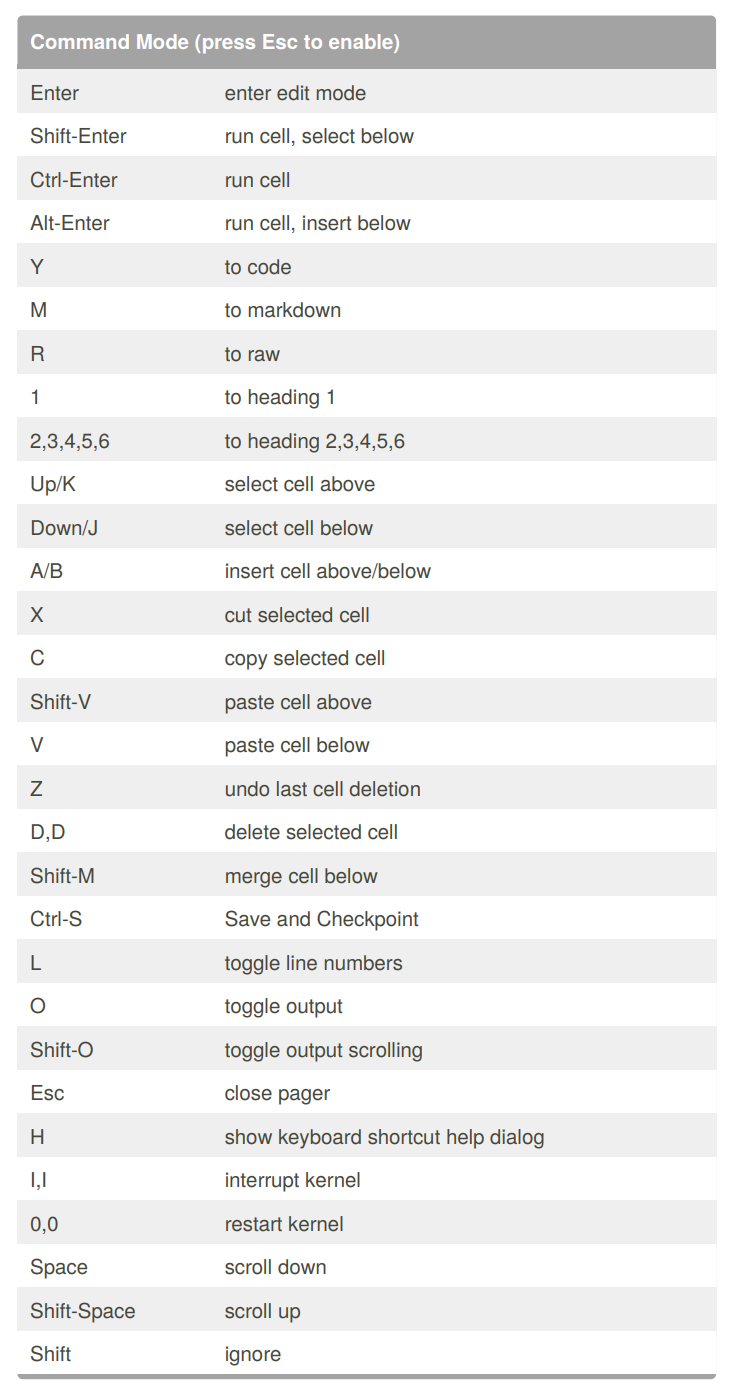 Command Mode (press Esc to enable)
Enter enter edit mode
Shift-Enter run cell, select below
Ctrl-Enter run cell
Alt-Enter run cell, insert below
Y to code
M to markdown
R to raw
1 to heading 1
2,3,4,5,6 to heading 2,3,4,5,6
Up/K select cell above
Down/J select cell below
A/B insert cell above/below
X cut selected cell
C copy selected cell
Shift-V paste cell above
V paste cell below
Z undo last cell deletion
D,D delete selected cell
Shift-M merge cell below
Ctrl-S Save and Checkpoint
L toggle line numbers
O toggle output
Shift-O toggle output scrolling
Esc close pager
H show keyboard shortcut help dialog
I,I interrupt kernel
0,0 restart kernel
Space scroll down
Shift-Space scroll up
Shift ignore